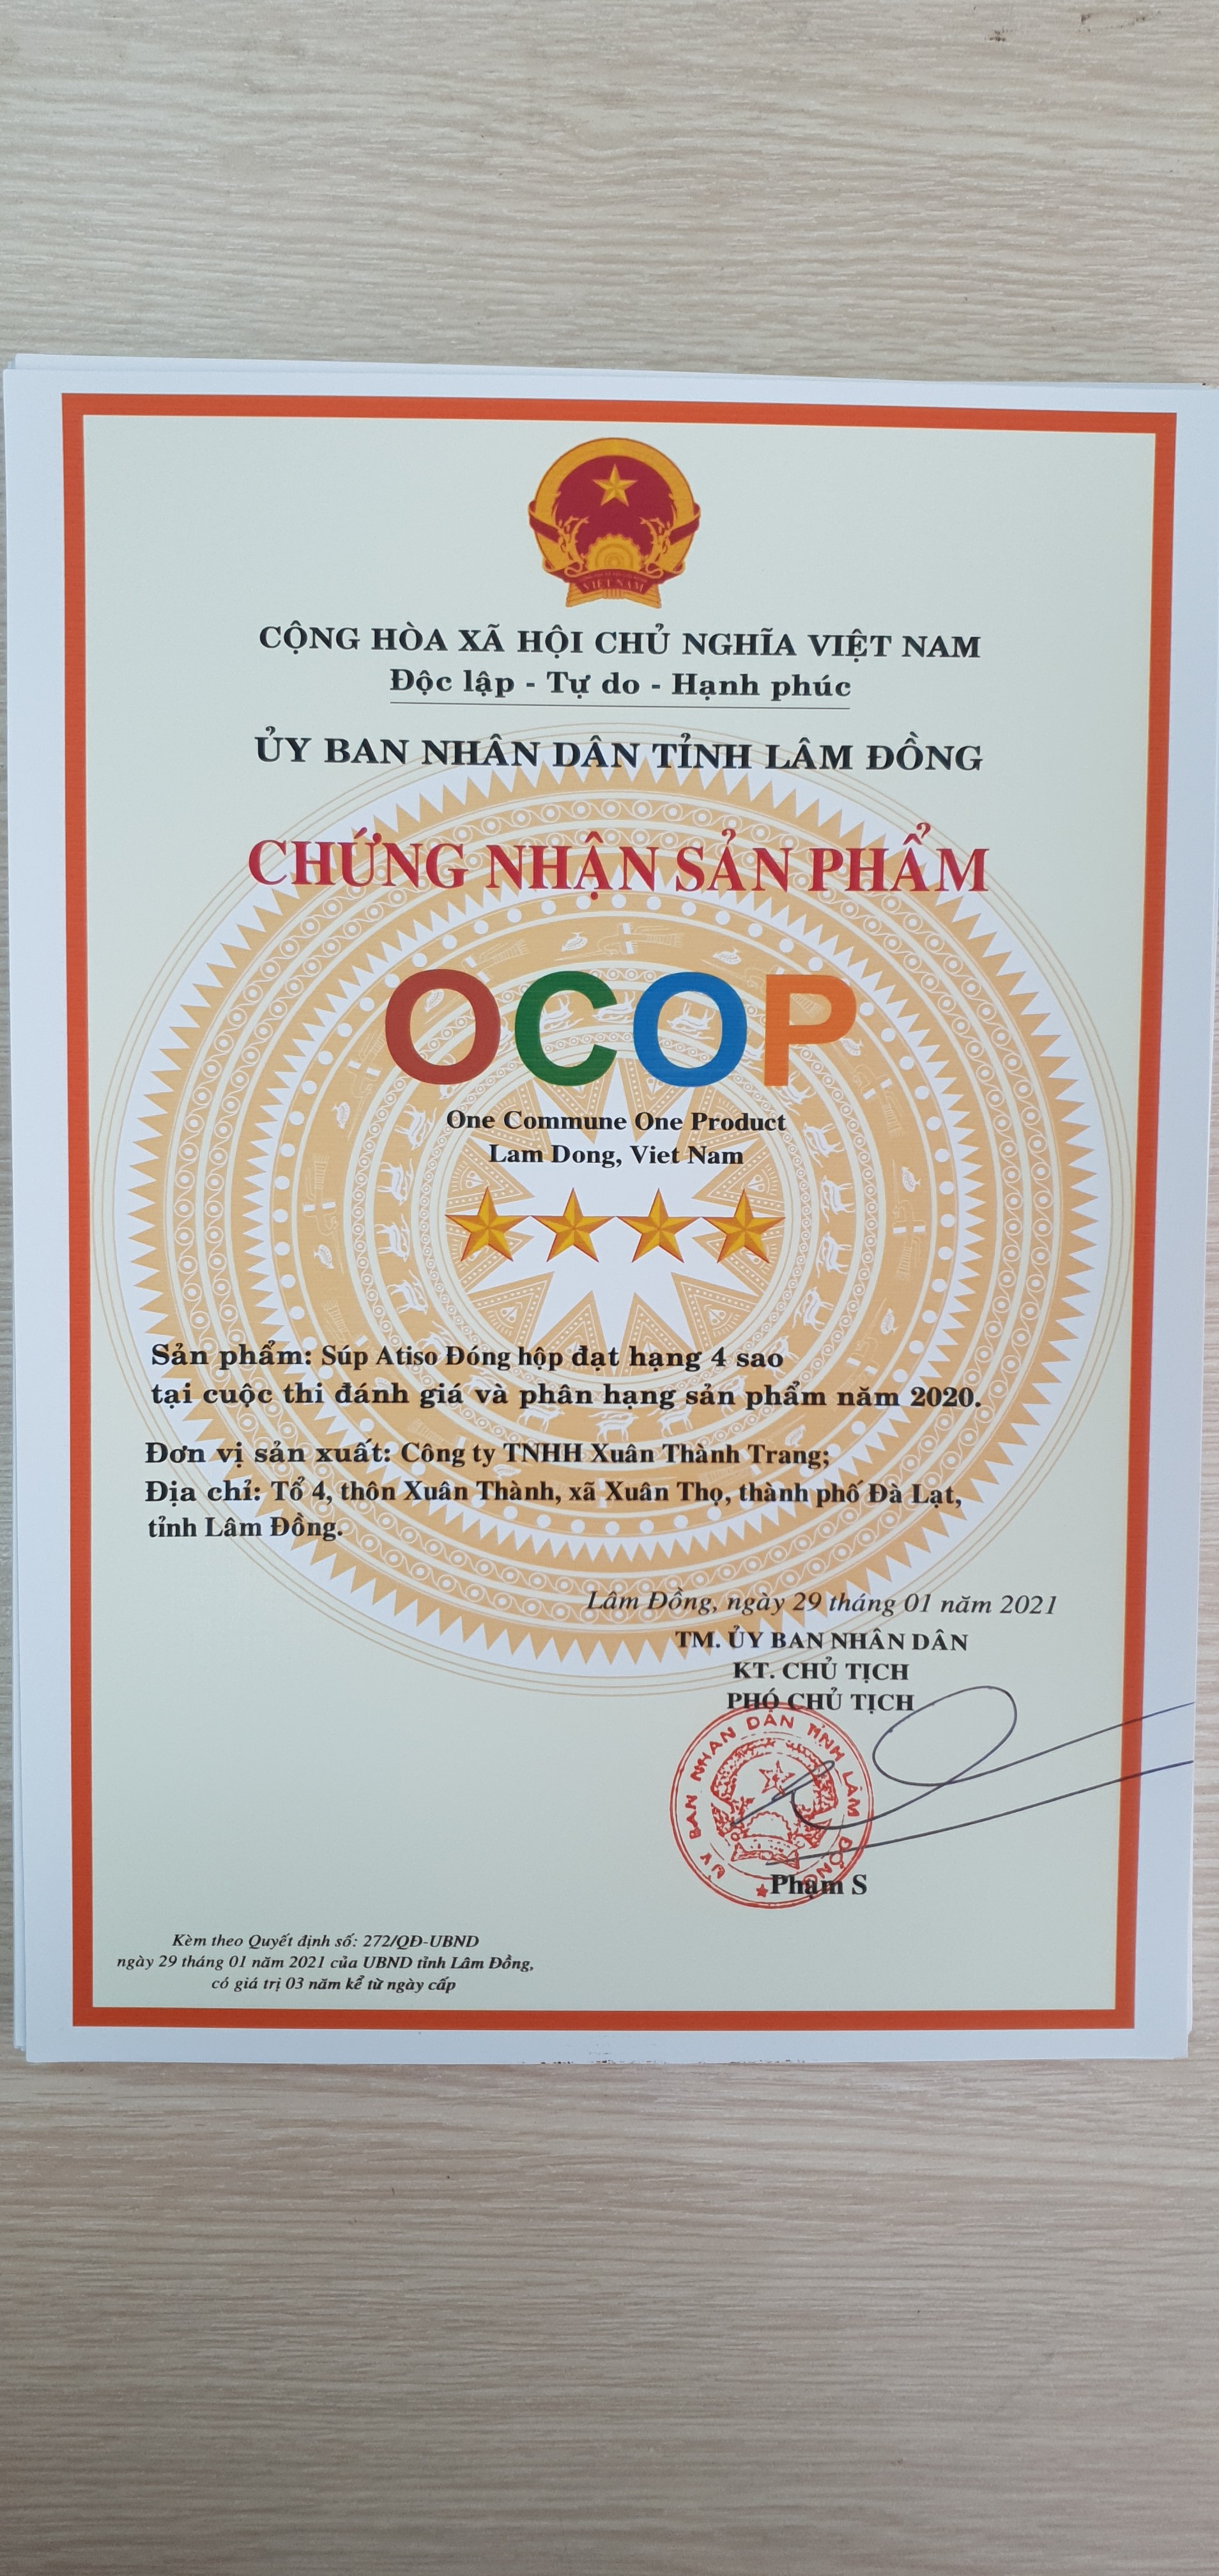 VIỆT NAM
CỘNG HÒA XÃ HỘI CHỦ NGHĨA VIỆT NAM
Độc lập - Tự do - Hạnh phúc
ỦY BAN NHÂN DÂN TỈNH LÂM ĐỒNG
CHỨNG NHẬN SẢN PHẨM
OCOP
One Commune One Product
Lam Dong, Viet Nam
Sản phẩm: Súp Atiso Đóng hộp đạt hạng 4 sao
tại cuộc thi đánh giá và phân hạng sản phẩm năm 2020.
Đơn vị sản xuất: Công ty TNHH Xuân Thành Trang;
Địa chỉ: Tổ 4, thôn Xuân Thành, xã Xuân Thọ, thành phố Đà Lạt,
tỉnh Lâm Đồng.
Lâm Đồng, ngày 29 tháng 01 năm 2021
TM. ỦY BAN NHÂN DÂN
KT. CHỦ TỊCH
PHÓ CHỦ TỊCH
ỦY BAN NHÂN DÂN TỈNH LÂM ĐỒNG
Phạm S
Kèm theo Quyết định số: 272/QĐ-UBND
ngày 29 tháng 01 năm 2021 của UBND tỉnh Lâm Đồng,
có giá trị 03 năm kể từ ngày cấp